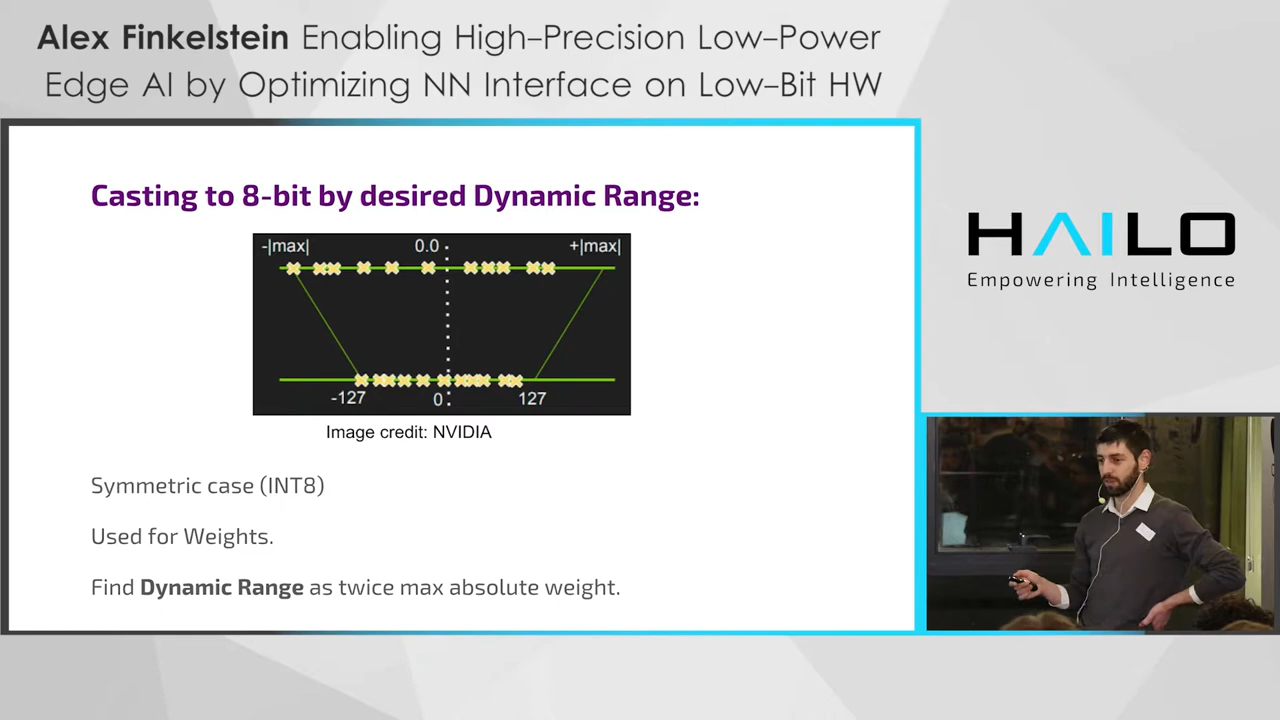 Alex Finkelstein Enabling High-Precision Low-Power
Edge AI by Optimizing NN Interface on Low-Bit HW
Casting to 8-bit by desired Dynamic Range:
-|max| 0.0 +|max|
-127 0 127
Image credit: NVIDIA
Symmetric case (INT8)
Used for Weights.
Find Dynamic Range as twice max absolute weight.
HAILO
Empowering Intelligence